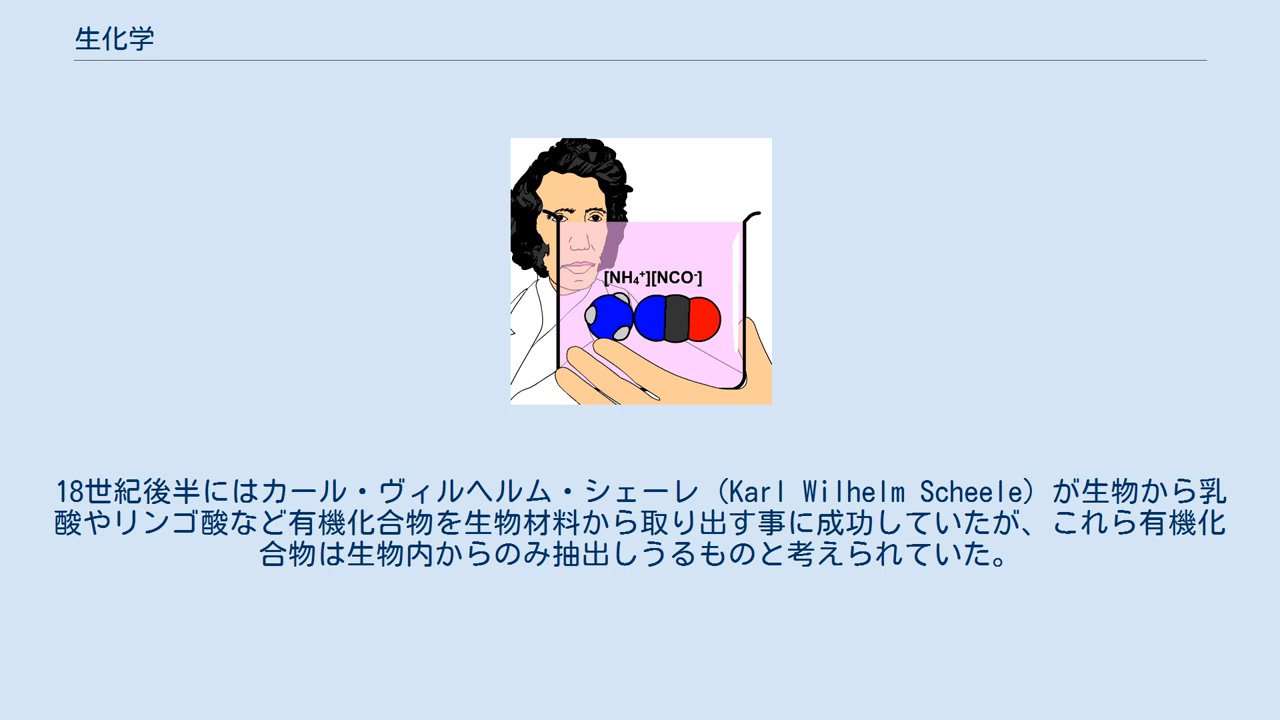 生化学
[NH₄⁺][NCO⁻]
18世紀後半にはカール・ヴィルヘルム・シェーレ（Karl Wilhelm Scheele）が生物から乳
酸やリンゴ酸など有機化合物を生物材料から取り出す事に成功していたが、これら有機化
合物は生物内からのみ抽出しうるものと考えられていた。